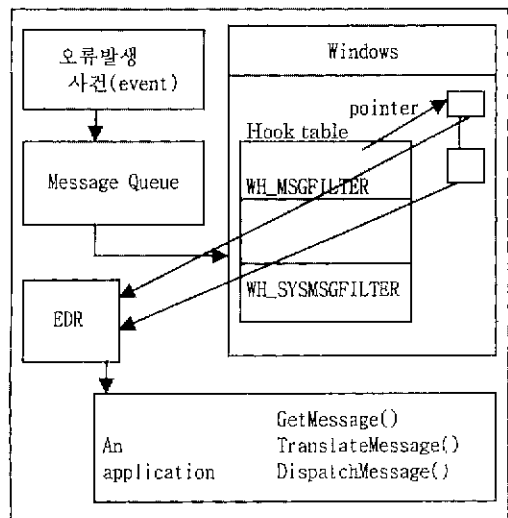 오류발생
사건(event)
Windows
pointer
Hook table
Message Queue
WH_MSGFILTER
WH_SYSMSGFILTER
EDR
GetMessage()
An TranslateMessage()
application DispatchMessage()